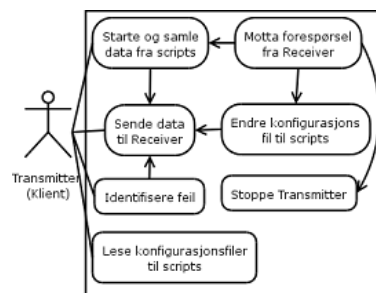 Starte og samle
data fra scripts
Motta forespørsel
fra Receiver
Sende data
til Receiver
Endre konfigurasjons
fil til scripts
Transmitter
(Klient)
Identifisere feil
Stoppe Transmitter
Lese konfigurasjonsfiler
til scripts